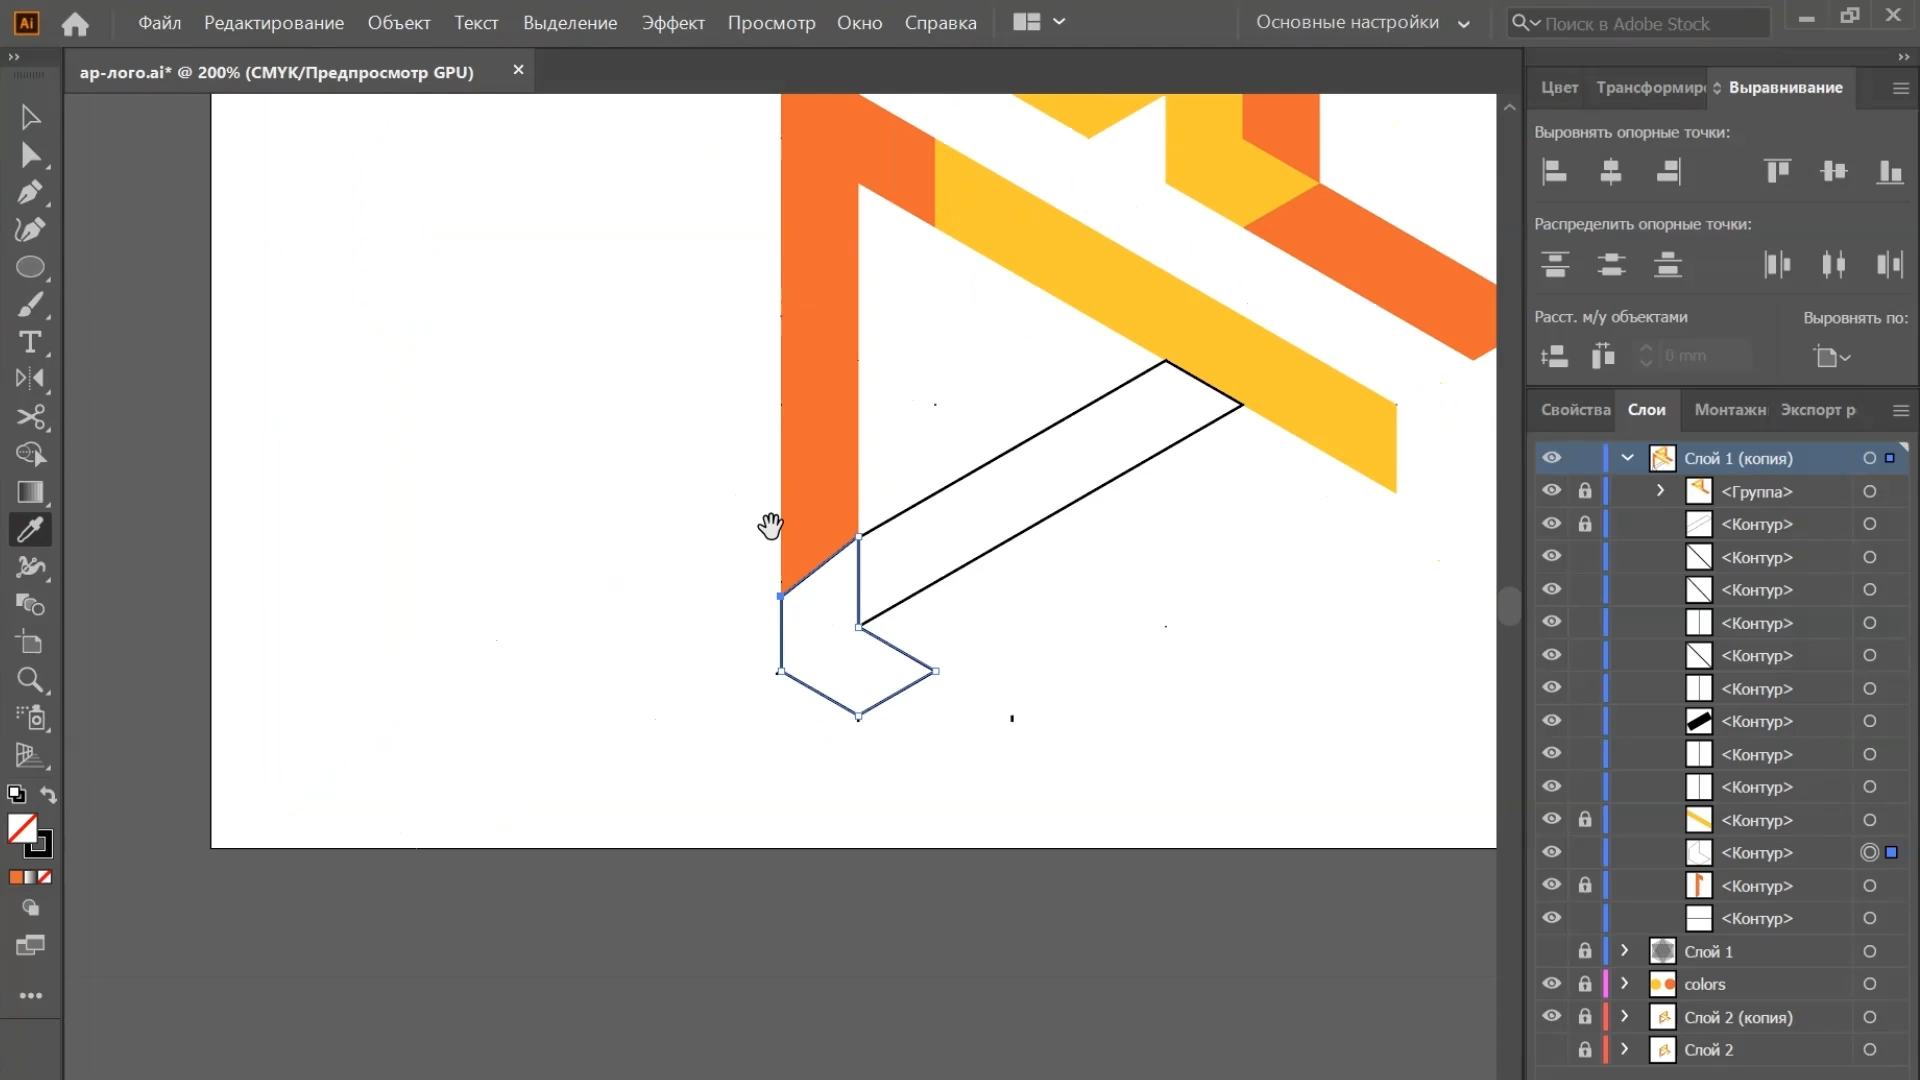 Ai Файл Редактирование Объект Текст Выделение Эффект Просмотр Окно Справка Основные настройки Поиск в Adobe Stock
ар-лого.ai* @ 200% (CMYK/Предпросмотр GPU)
Цвет Трансформир Выравнивание
Выровнять опорные точки:
Распределить опорные точки:
Расст. м/у объектами Выровнять по:
0 mm
Свойства Слои Монтажн Экспорт р
Слой 1 (копия)
<Группа>
<Контур>
<Контур>
<Контур>
<Контур>
<Контур>
<Контур>
<Контур>
<Контур>
<Контур>
<Контур>
<Контур>
<Контур>
<Контур>
Слой 1
colors
Слой 2 (копия)
Слой 2